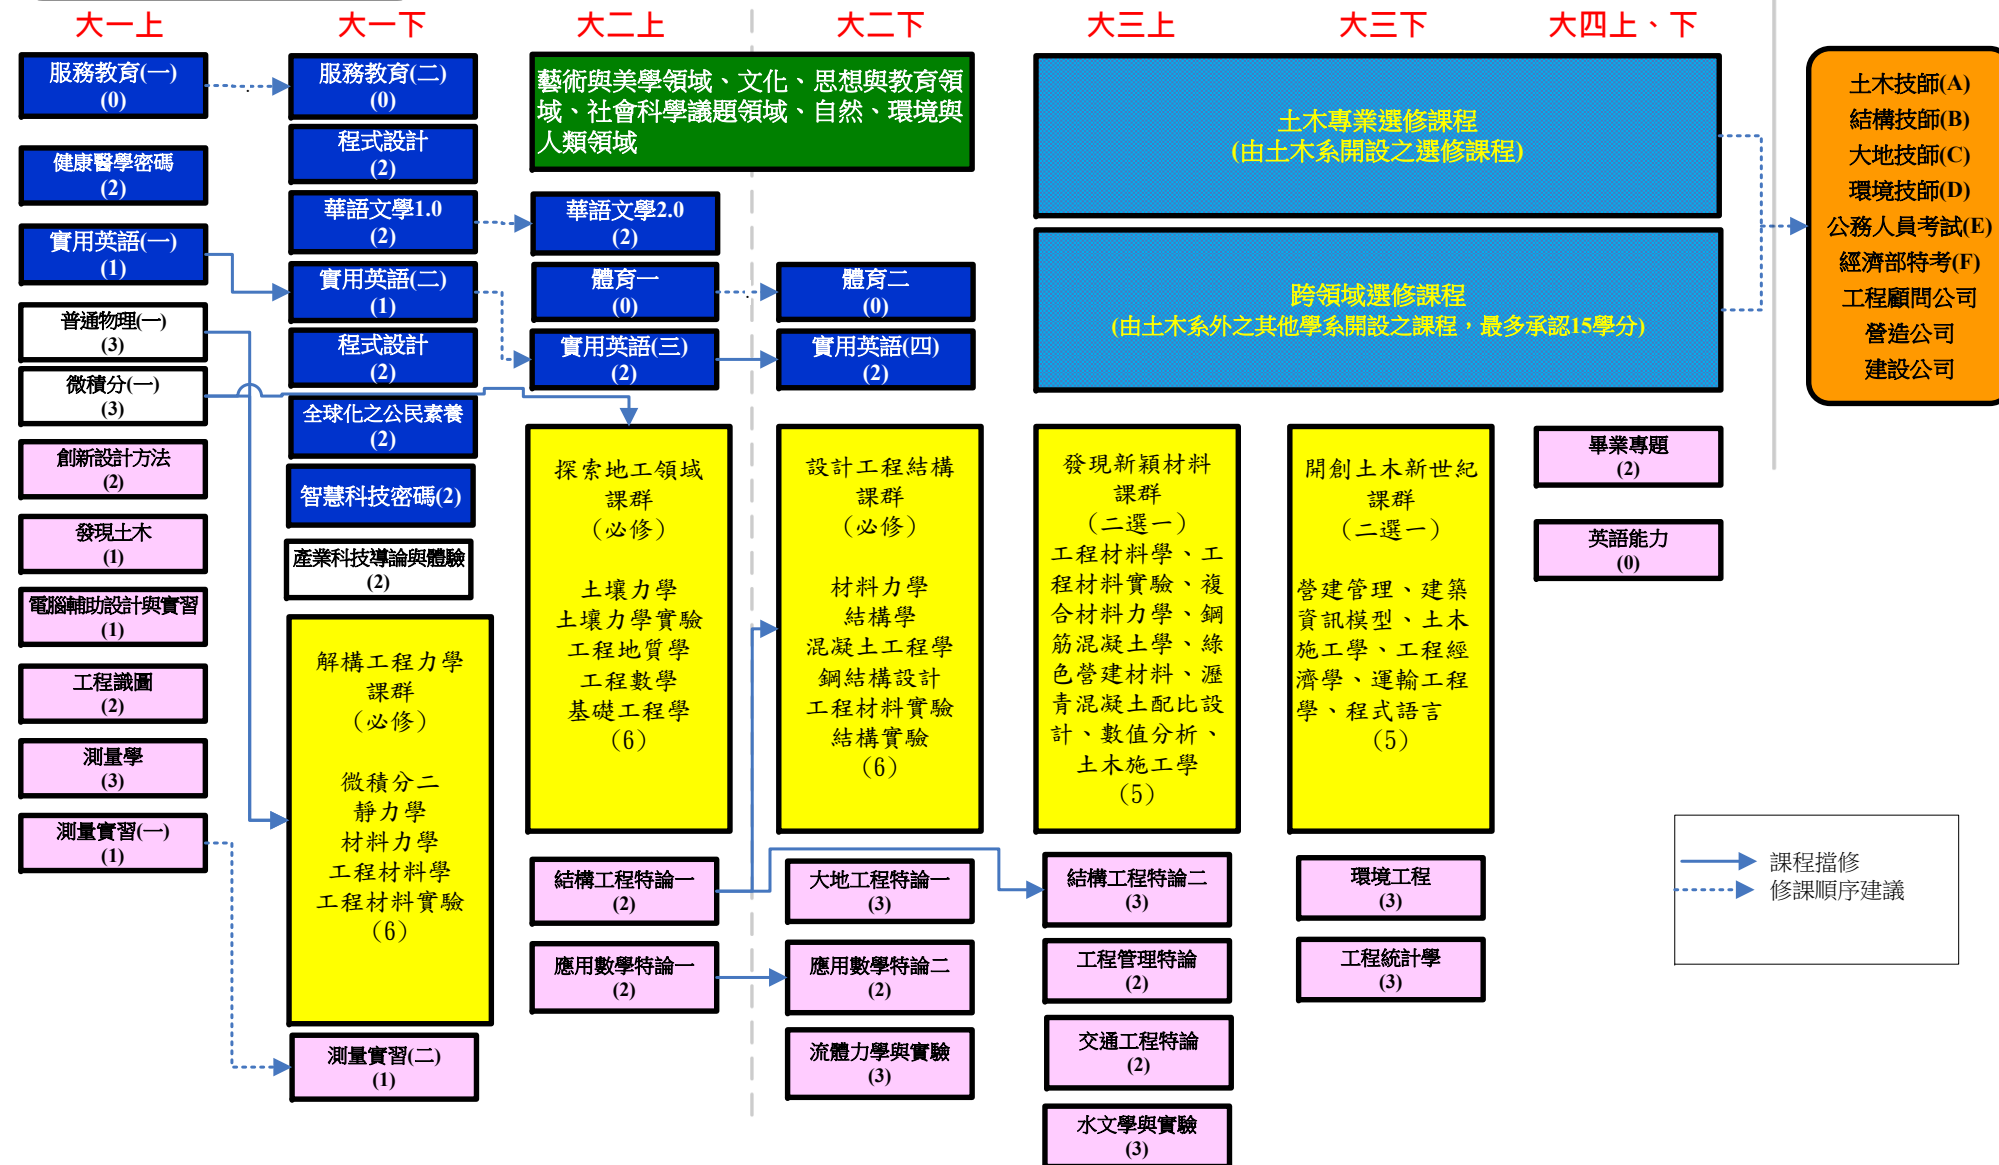 大一上
大一下
大二上
大二下
大三上
大三下
大四上、下
服務教育(一)
(0)
健康醫學密碼
(2)
實用英語(一)
(1)
普通物理(一)
(3)
微積分(一)
(3)
創新設計方法
(2)
發現土木
(1)
電腦輔助設計與實習
(1)
工程識圖
(2)
測量學
(3)
測量實習(一)
(1)
服務教育(二)
(0)
程式設計
(2)
華語文學1.0
(2)
實用英語(二)
(1)
程式設計
(2)
全球化之公民素養
(2)
智慧科技密碼(2)
產業科技導論與體驗
(2)
解構工程力學
課群
(必修)
微積分二
靜力學
材料力學
工程材料學
工程材料實驗
(6)
測量實習(二)
(1)
藝術與美學領域、文化、思想與教育領
域、社會科學議題領域、自然、環境與
人類領域
華語文學2.0
(2)
體育一
(0)
實用英語(三)
(2)
探索地工領域
課群
(必修)
土壤力學
土壤力學實驗
工程地質學
工程數學
基礎工程學
(6)
結構工程特論一
(2)
應用數學特論一
(2)
體育二
(0)
實用英語(四)
(2)
設計工程結構
課群
(必修)
材料力學
結構學
混凝土工程學
鋼結構設計
工程材料實驗
結構實驗
(6)
大地工程特論一
(3)
應用數學特論二
(2)
流體力學與實驗
(3)
土木專業選修課程
(由土木系開設之選修課程)
跨領域選修課程
(由土木系外之其他學系開設之課程，最多承認15學分)
發現新穎材料
課群
(二選一)
工程材料學、工
程材料實驗、複
合材料力學、鋼
筋混凝土學、綠
色營建材料、瀝
青混凝土配比設
計、數值分析、
土木施工學
(5)
結構工程特論二
(3)
工程管理特論
(2)
交通工程特論
(2)
水文學與實驗
(3)
開創土木新世紀
課群
(二選一)
營建管理、建築
資訊模型、土木
施工學、工程經
濟學、運輸工程
學、程式語言
(5)
環境工程
(3)
工程統計學
(3)
畢業專題
(2)
英語能力
(0)
土木技師(A)
結構技師(B)
大地技師(C)
環境技師(D)
公務人員考試(E)
經濟部特考(F)
工程顧問公司
營造公司
建設公司
課程擋修
修課順序建議